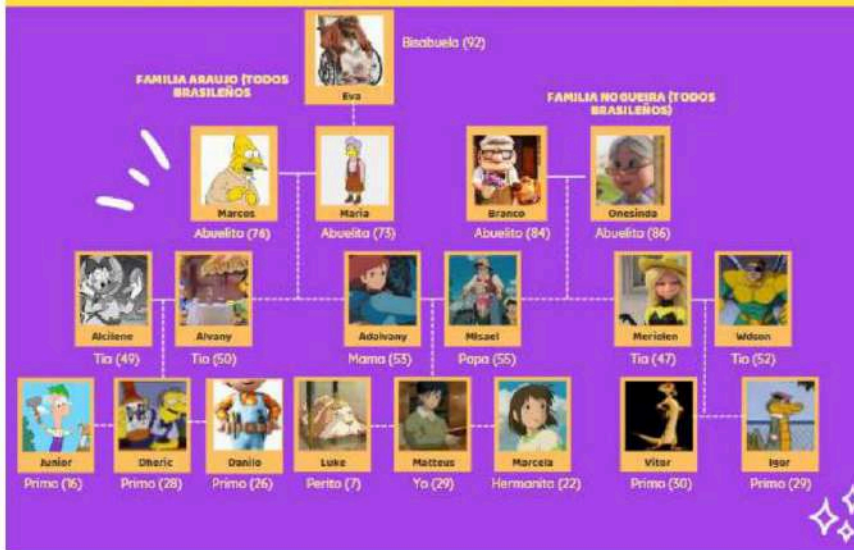 Bisabuela (92)
Eva
FAMILIA ARAUJO (TODOS
BRASILEÑOS
FAMILIA NOGUEIRA (TODOS
BRASILEÑOS)
Marcos
Maria
Branco
Onesinda
Abuelito (76)
Abuelita (73)
Abuelito (84)
Abuelita (86)
Alcilene
Alvany
Adalvany
Misael
Merielen
Widson
Tia (49)
Tio (50)
Mama (53)
Papa (55)
Tia (47)
Tio (52)
Junior
Dheric
Danilo
Luke
Matteus
Marcela
Vitor
Igor
Primo (16)
Primo (28)
Primo (26)
Perito (7)
Yo (29)
Hermanita (22)
Primo (30)
Primo (29)